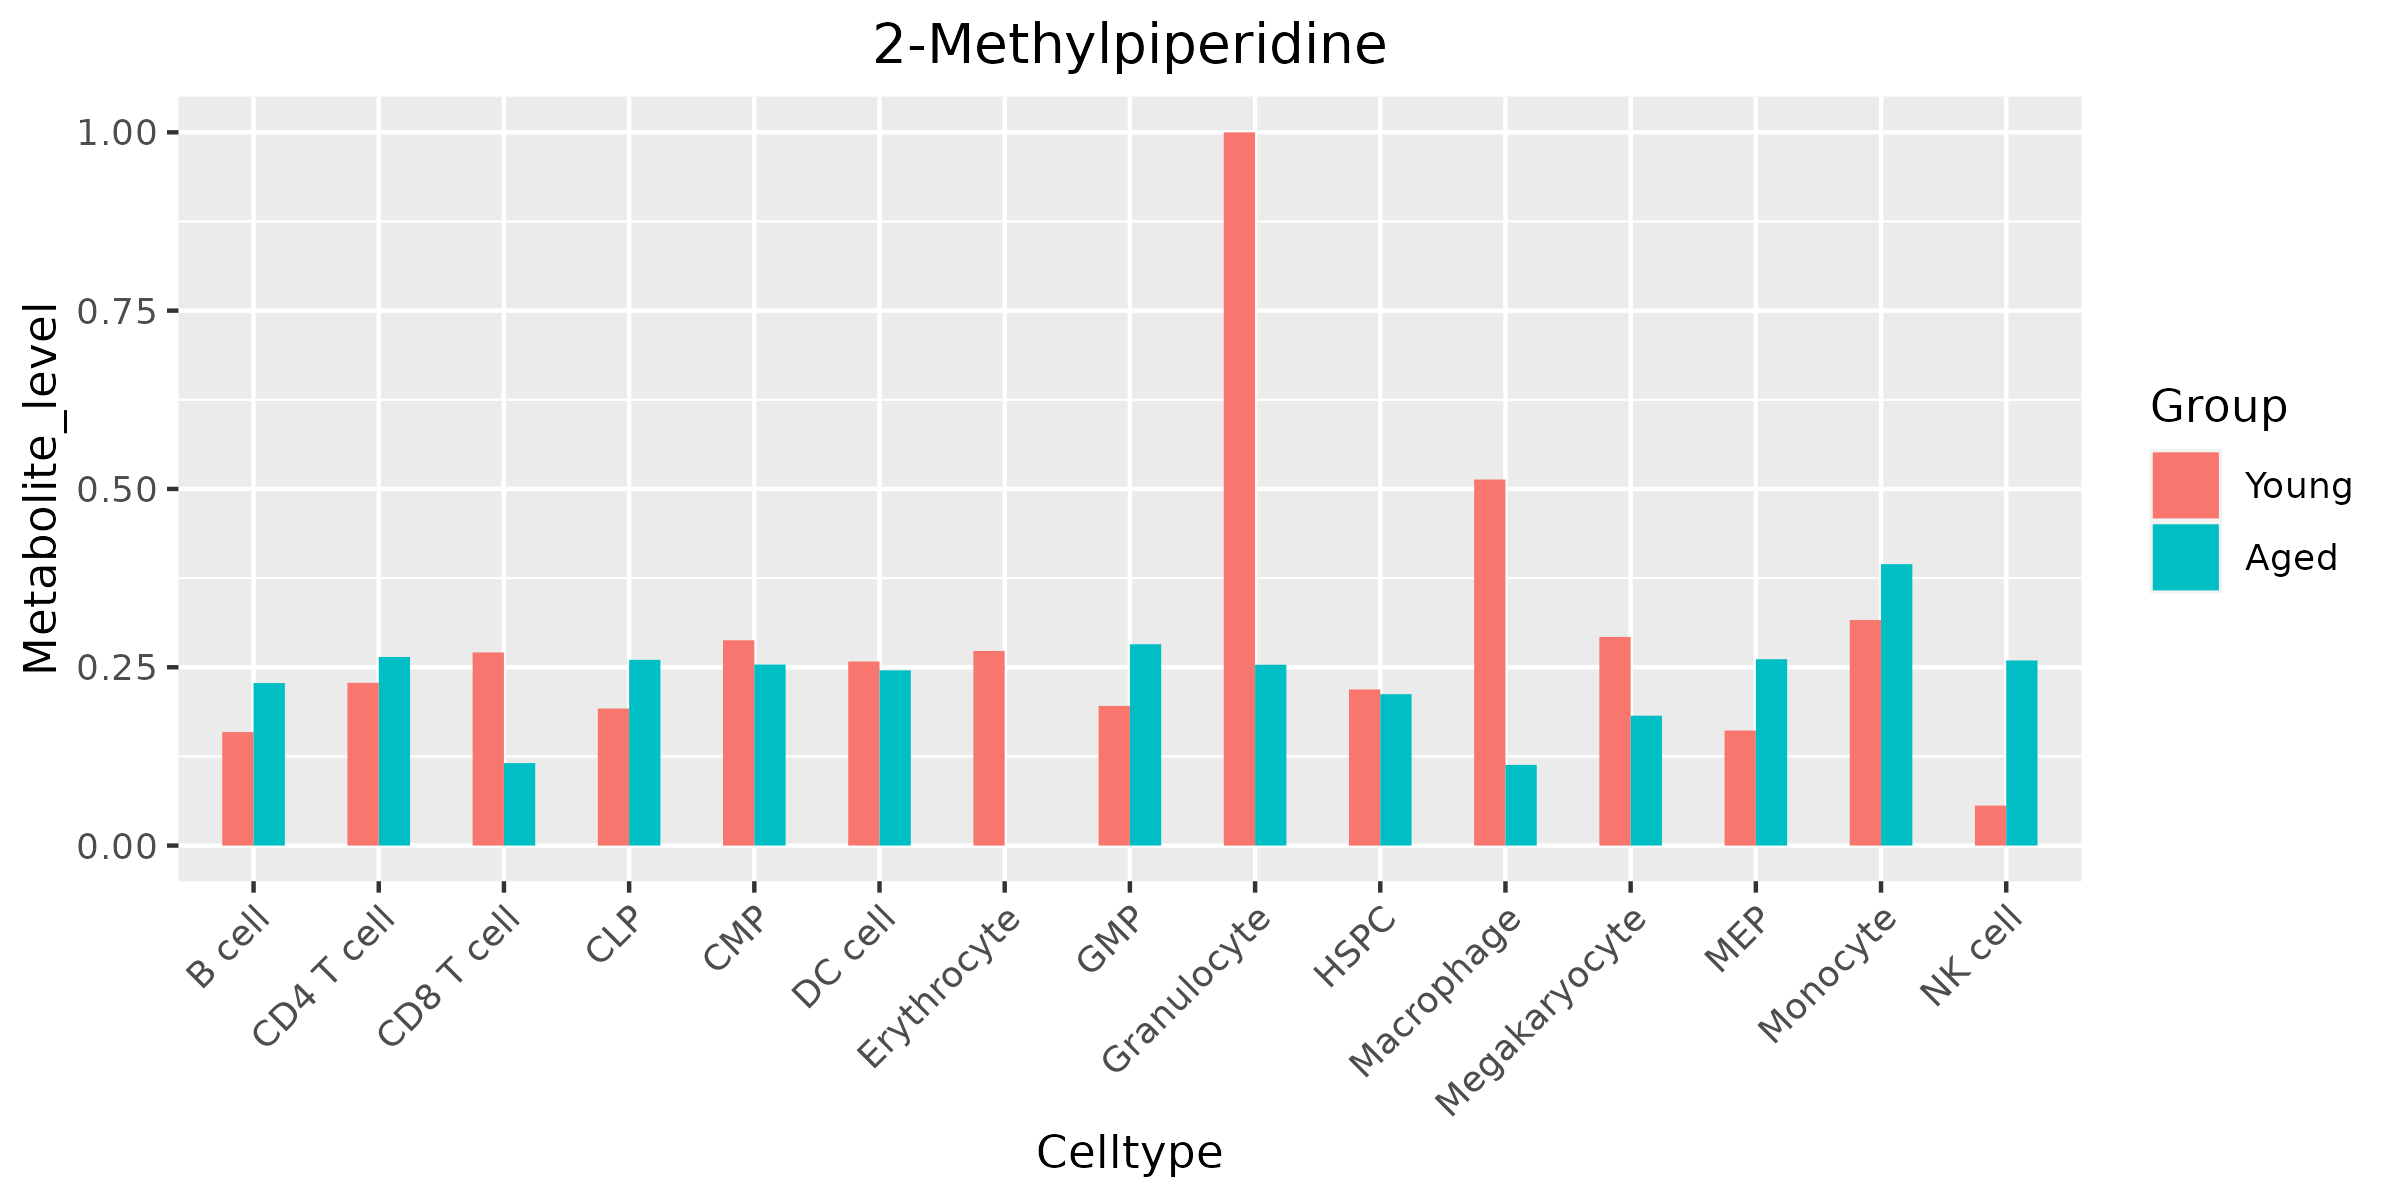 2-Methylpiperidine
Metabolite_level
1.00
0.75
0.50
0.25
0.00
B cell
CD4 T cell
CD8 T cell
CLP
CMP
DC cell
Erythrocyte
GMP
Granulocyte
HSPC
Macrophage
Megakaryocyte
MEP
Monocyte
NK cell
Celltype
Group
Young
Aged